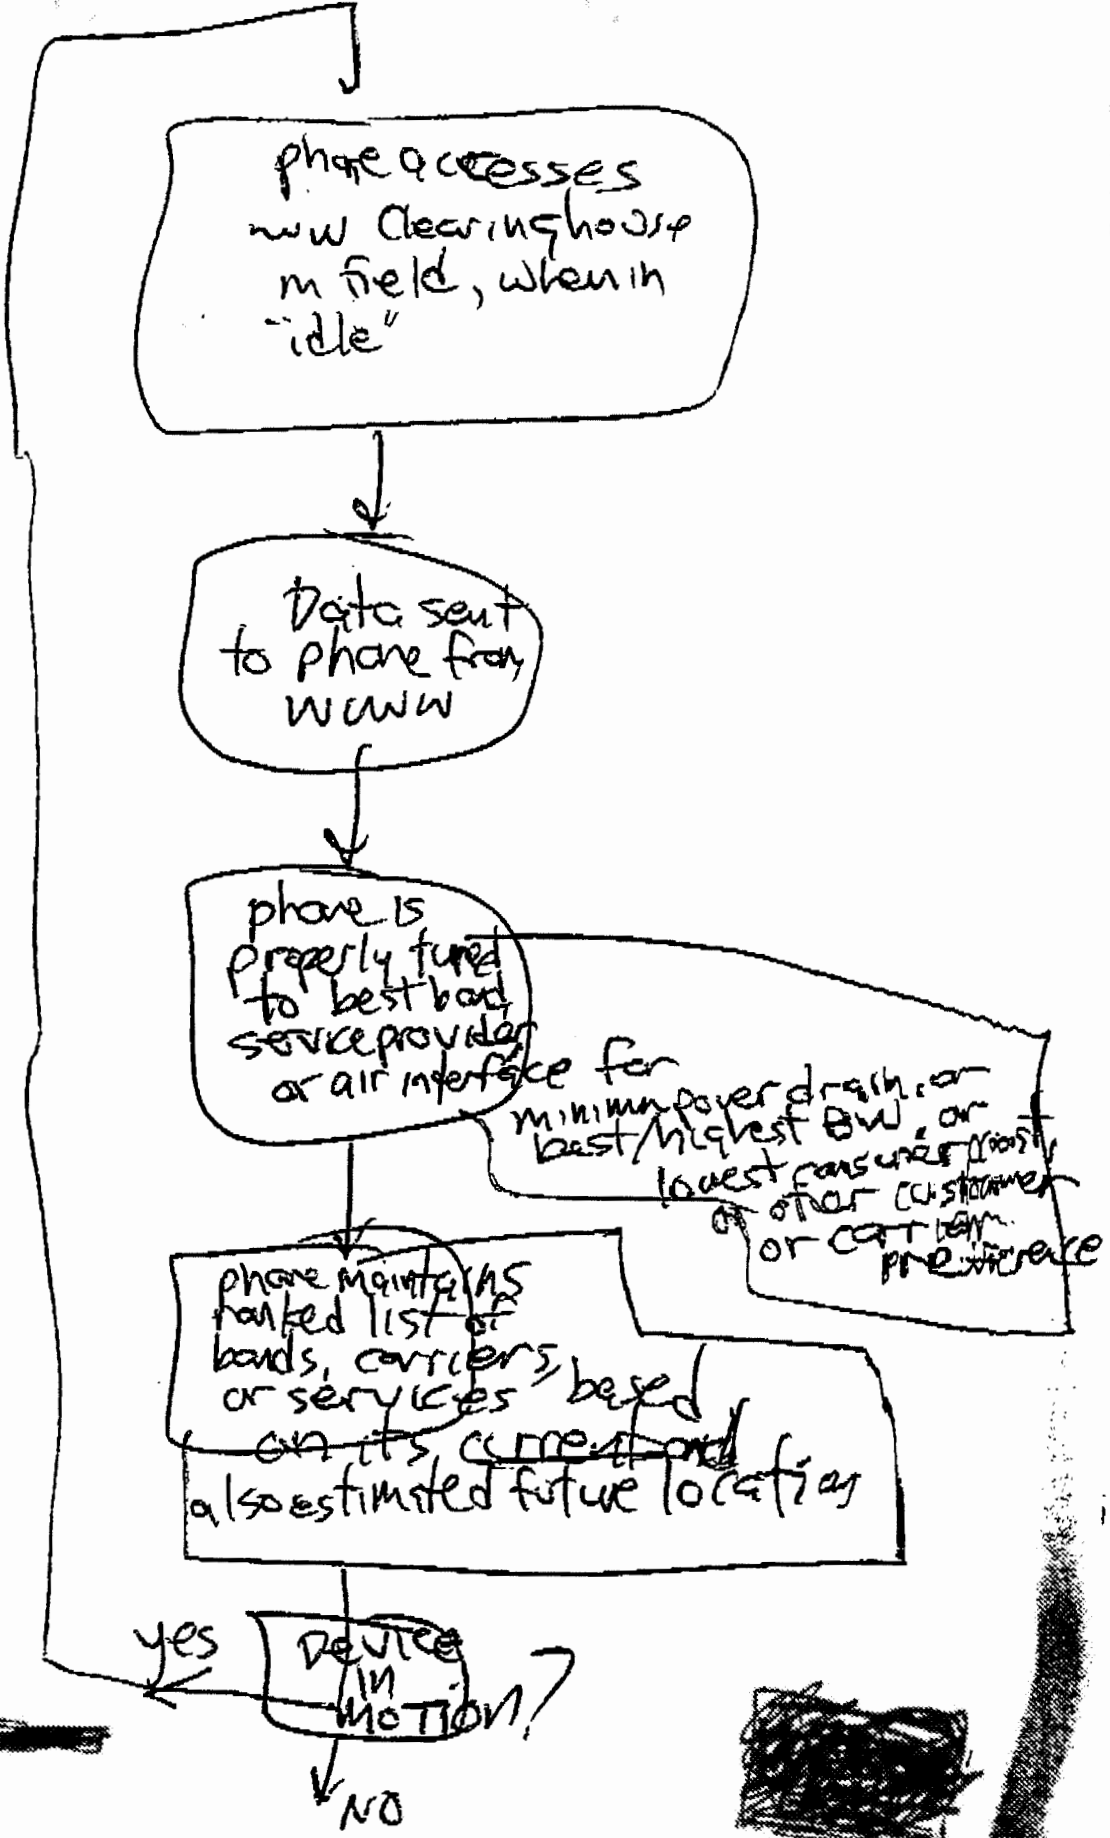 phone accesses
www Clearinghouse
in field, when in
"idle"
Data sent
to phone from
WWW
phone is
properly tuned
to best band,
service provider,
or air interface for
minimum power drain, or
best/highest BW, or
lowest consumer cost,
or other customer
or carrier
preference
phone maintains
ranked list of
bands, carriers,
or services based
on its current and
also estimated future location
yes
DEVICE
IN
MOTION?
NO